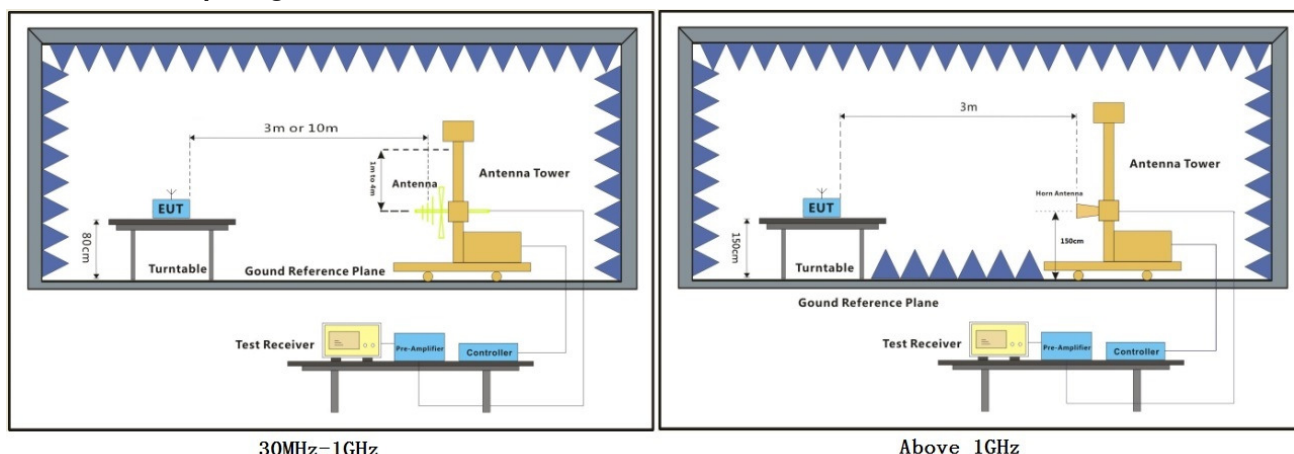 3m or 10m
1m to 4m
Antenna
Antenna Tower
EUT
80cm
Turntable
Gound Reference Plane
Test Receiver
Pre-Amplifier
Controller
30MHz-1GHz
3m
Antenna Tower
Horn Antenna
EUT
150cm
150cm
Turntable
Gound Reference Plane
Test Receiver
Pre-Amplifier
Controller
Above 1GHz